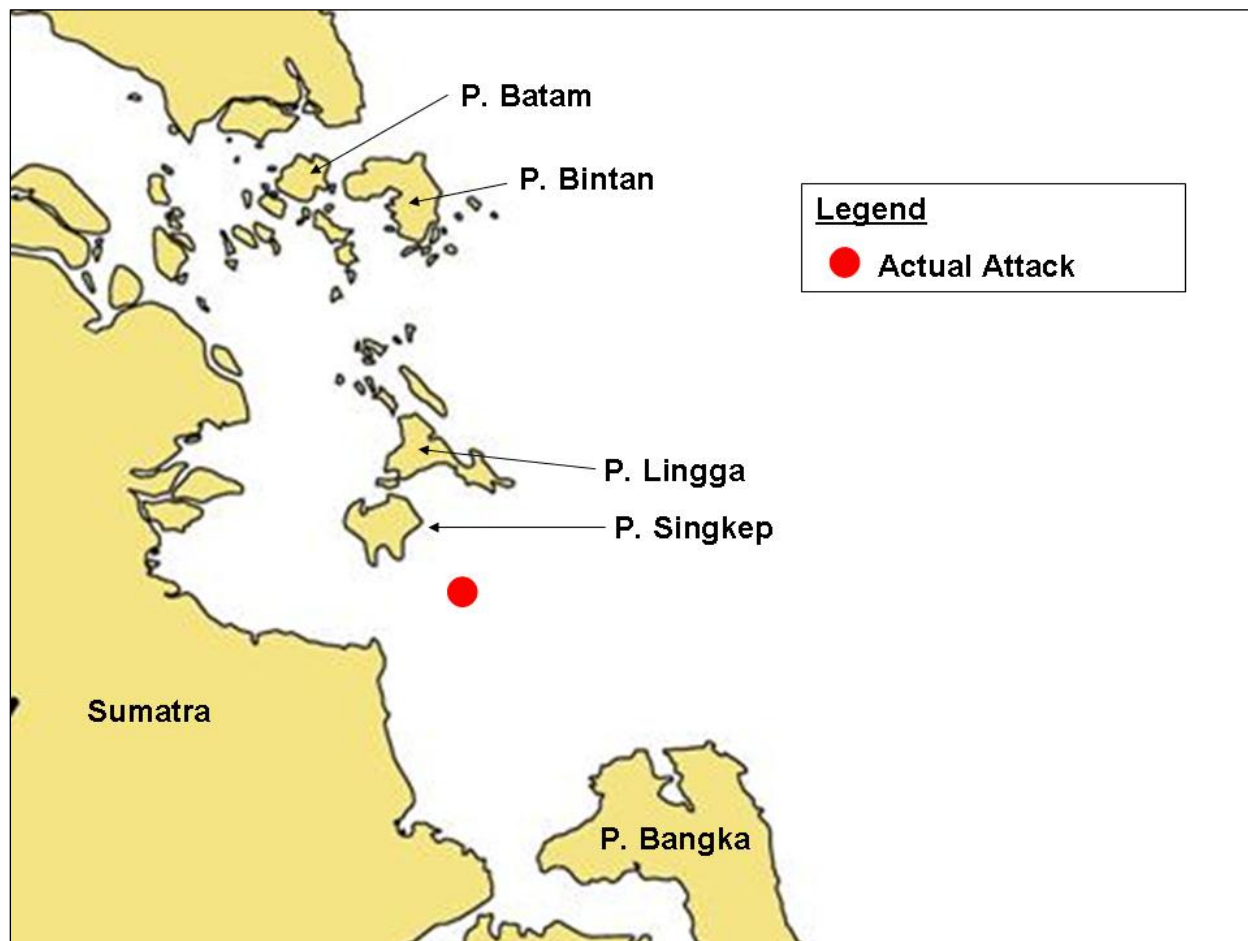 P. Batam
P. Bintan
Legend
Actual Attack
P. Lingga
P. Singkep
Sumatra
P. Bangka